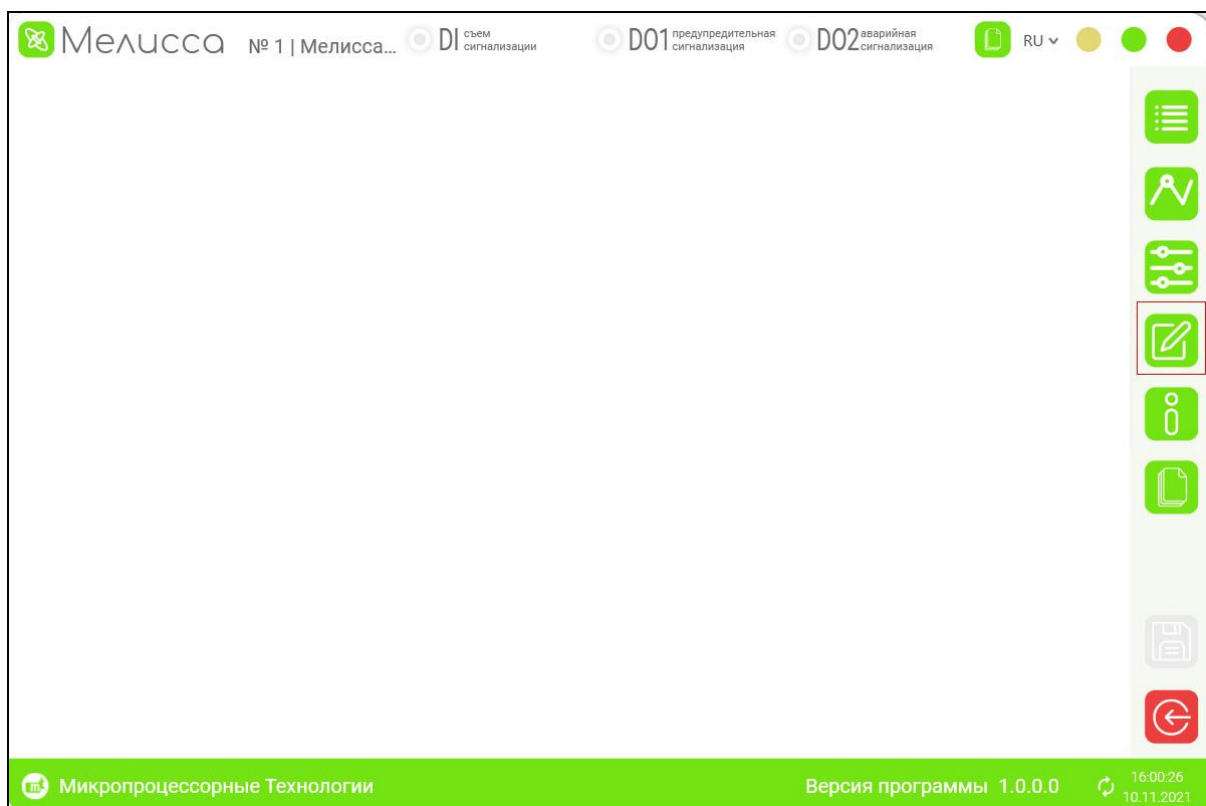 Мелисса
№ 1 | Мелисса...
DI съем
сигнализации
DO1 предупредительная
сигнализация
DO2 аварийная
сигнализация
RU
Микропроцессорные Технологии
Версия программы 1.0.0.0
16:00:26
10.11.2021